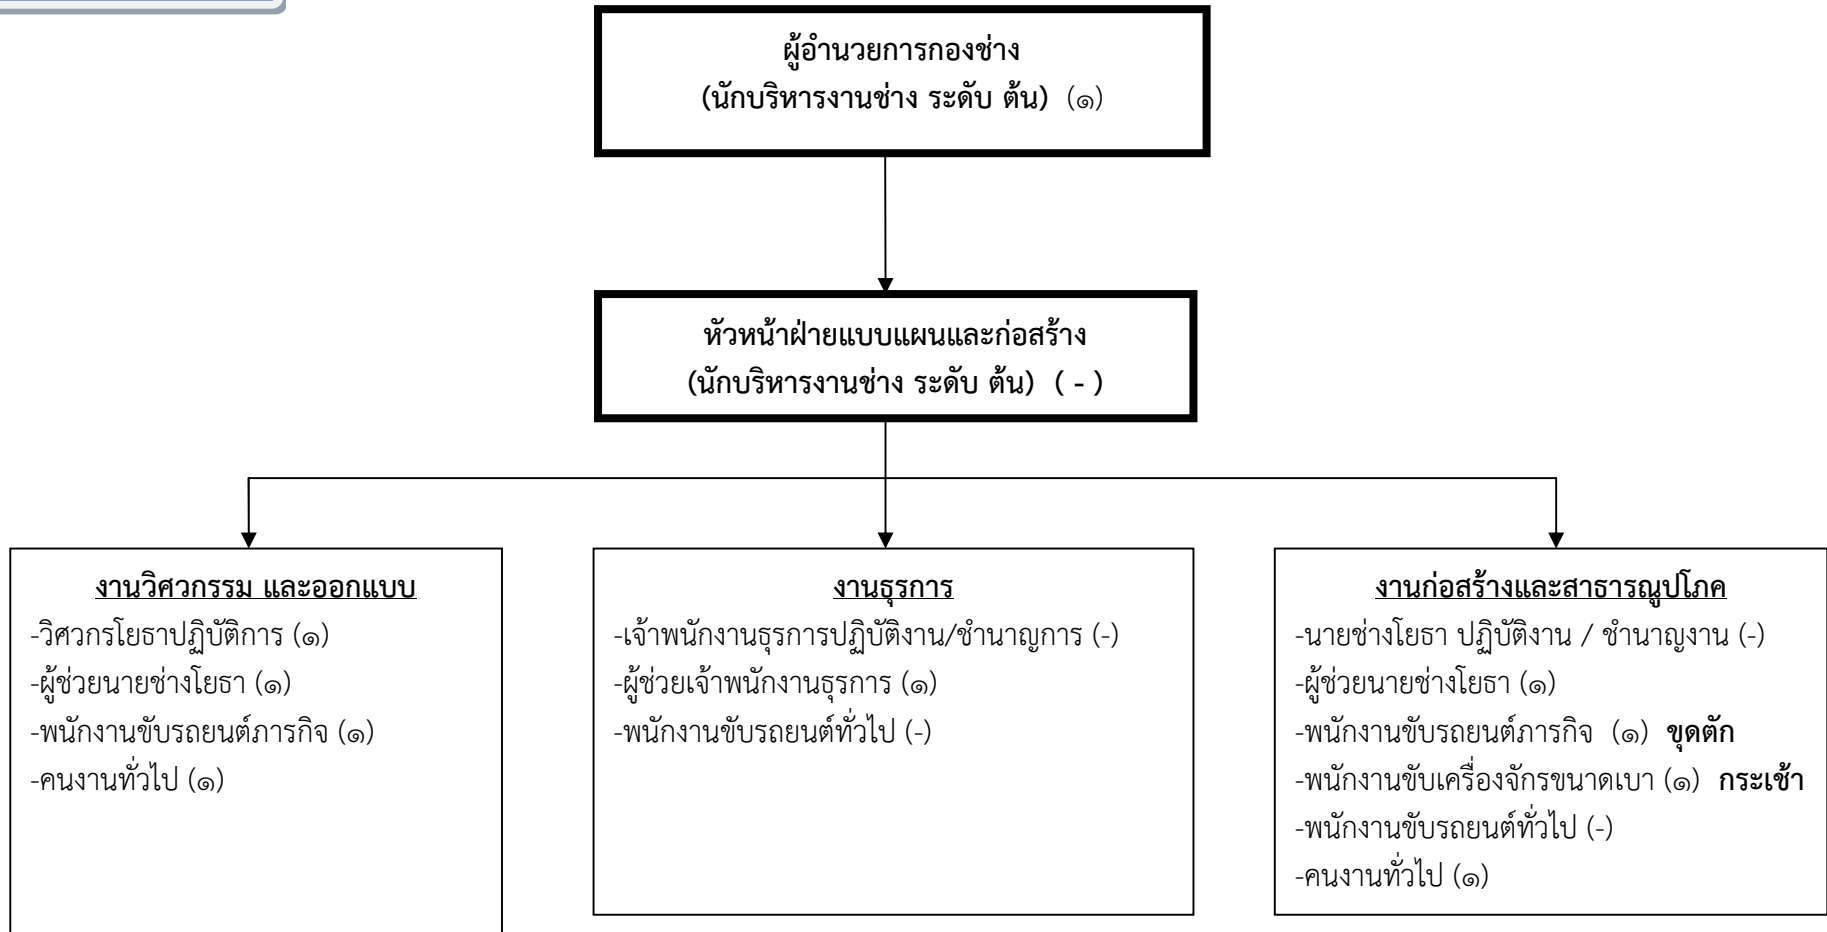 ผู้อำนวยการกองช่าง
(นักบริหารงานช่าง ระดับ ต้น) (๑)
หัวหน้าฝ่ายแบบแผนและก่อสร้าง
(นักบริหารงานช่าง ระดับ ต้น) ( - )
งานวิศวกรรม และออกแบบ
-วิศวกรโยธาปฏิบัติการ (๑)
-ผู้ช่วยนายช่างโยธา (๑)
-พนักงานขับรถยนต์ภารกิจ (๑)
-คนงานทั่วไป (๑)
งานธุรการ
-เจ้าพนักงานธุรการปฏิบัติงาน/ชำนาญการ (-)
-ผู้ช่วยเจ้าพนักงานธุรการ (๑)
-พนักงานขับรถยนต์ทั่วไป (-)
งานก่อสร้างและสาธารณูปโภค
-นายช่างโยธา ปฏิบัติงาน / ชำนาญงาน (-)
-ผู้ช่วยนายช่างโยธา (๑)
-พนักงานขับรถยนต์ภารกิจ (๑) ขุดตัก
-พนักงานขับเครื่องจักรขนาดเบา (๑) กระเช้า
-พนักงานขับรถยนต์ทั่วไป (-)
-คนงานทั่วไป (๑)